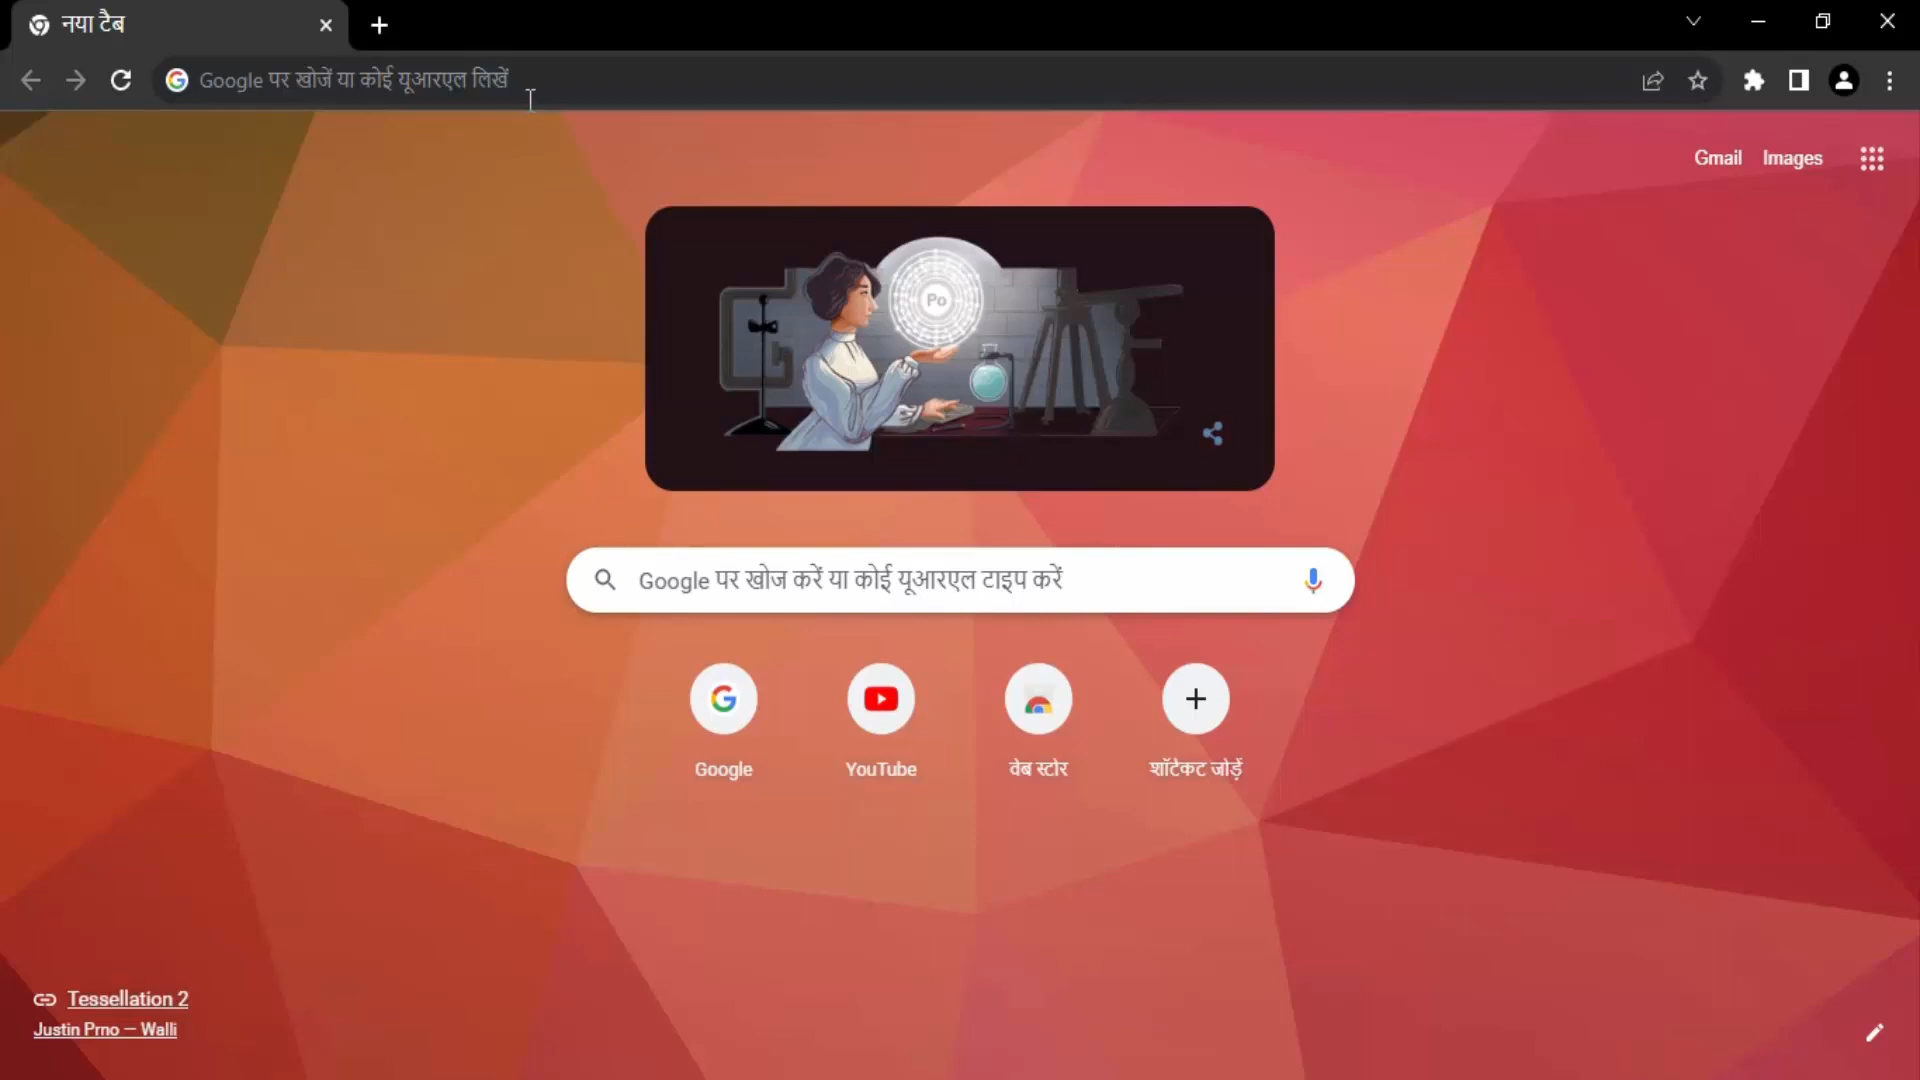 नया टैब
Google पर खोजें या कोई यूआरएल लिखें
Gmail Images
Po
Google पर खोज करें या कोई यूआरएल टाइप करें
Google YouTube वेब स्टोर शॉर्टकट जोड़ें
Tessellation 2
Justin Prno — Walli